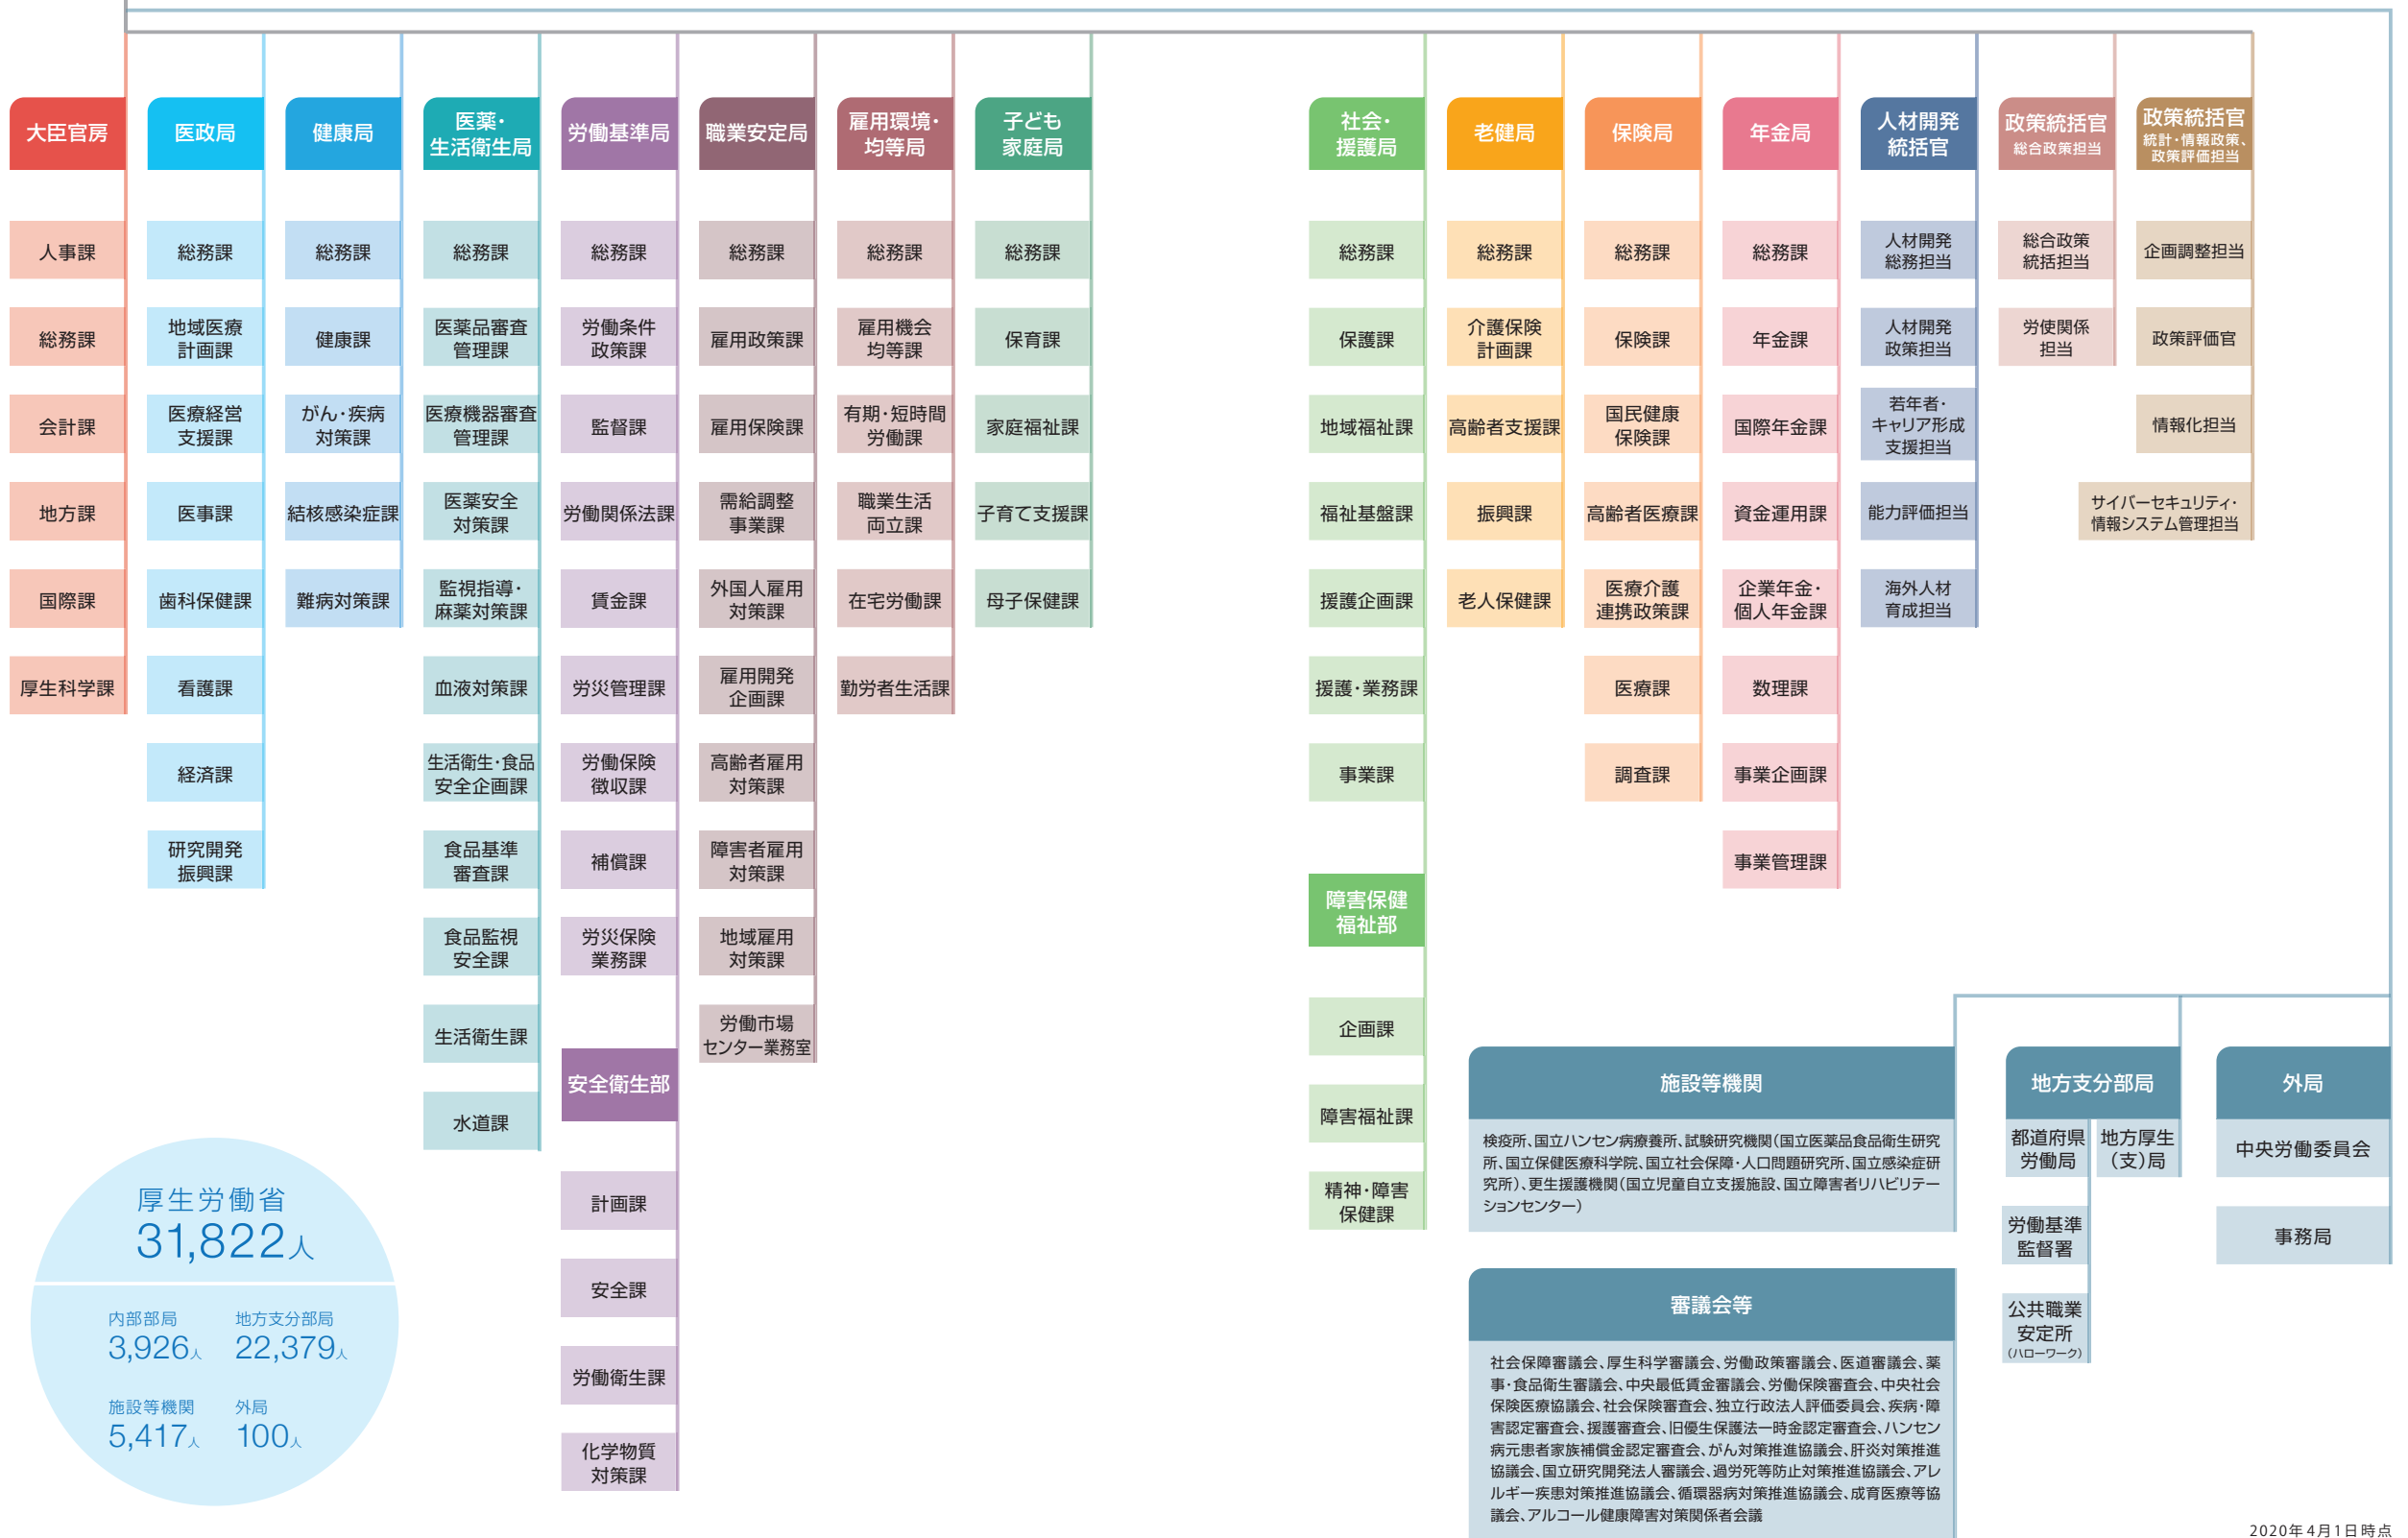 大臣官房
人事課
総務課
会計課
地方課
国際課
厚生科学課
医政局
総務課
地域医療
計画課
医療経営
支援課
医事課
歯科保健課
看護課
経済課
研究開発
振興課
健康局
総務課
健康課
がん・疾病
対策課
結核感染症課
難病対策課
医薬・
生活衛生局
総務課
医薬品審査
管理課
医療機器審査
管理課
医薬安全
対策課
監視指導・
麻薬対策課
血液対策課
生活衛生・食品
安全企画課
食品基準
審査課
食品監視
安全課
生活衛生課
水道課
労働基準局
総務課
労働条件
政策課
監督課
労働関係法課
賃金課
労災管理課
労働保険
徴収課
補償課
労災保険
業務課
安全衛生部
計画課
安全課
労働衛生課
化学物質
対策課
職業安定局
総務課
雇用政策課
雇用保険課
需給調整
事業課
外国人雇用
対策課
雇用開発
企画課
高齢者雇用
対策課
障害者雇用
対策課
地域雇用
対策課
労働市場
センター業務室
雇用環境・
均等局
総務課
雇用機会
均等課
有期・短時間
労働課
職業生活
両立課
在宅労働課
勤労者生活課
子ども
家庭局
総務課
保育課
家庭福祉課
子育て支援課
母子保健課
社会・
援護局
総務課
保護課
地域福祉課
福祉基盤課
援護企画課
援護・業務課
事業課
障害保健
福祉部
企画課
障害福祉課
精神・障害
保健課
老健局
総務課
介護保険
計画課
高齢者支援課
振興課
老人保健課
保険局
総務課
保険課
国民健康
保険課
高齢者医療課
医療介護
連携政策課
医療課
調査課
年金局
総務課
年金課
国際年金課
資金運用課
企業年金・
個人年金課
数理課
事業企画課
事業管理課
人材開発
統括官
人材開発
総務担当
人材開発
政策担当
若年者・
キャリア形成
支援担当
能力評価担当
海外人材
育成担当
政策統括官
総合政策担当
総合政策
統括担当
労使関係
担当
政策統括官
統計・情報政策、
政策評価担当
企画調整担当
政策評価官
情報化担当
サイバーセキュリティ・
情報システム管理担当
施設等機関
検疫所、国立ハンセン病療養所、試験研究機関（国立医薬品食品衛生研究
所、国立保健医療科学院、国立社会保障・人口問題研究所、国立感染症研
究所）、更生援護機関（国立児童自立支援施設、国立障害者リハビリテー
ションセンター）
審議会等
社会保障審議会、厚生科学審議会、労働政策審議会、医道審議会、薬
事・食品衛生審議会、中央最低賃金審議会、労働保険審査会、中央社会
保険医療協議会、社会保険審査会、独立行政法人評価委員会、疾病・障
害認定審査会、援護審査会、旧優生保護法一時金認定審査会、ハンセン
病元患者家族補償金認定審査会、がん対策推進協議会、肝炎対策推進
協議会、国立研究開発法人審議会、過労死等防止対策推進協議会、アレ
ルギー疾患対策推進協議会、循環器病対策推進協議会、成育医療等協
議会、アルコール健康障害対策関係者会議
地方支分部局
都道府県
労働局
労働基準
監督署
公共職業
安定所
（ハローワーク）
地方厚生
（支）局
外局
中央労働委員会
事務局
厚生労働省
31,822人
内部部局
3,926人
地方支分部局
22,379人
施設等機関
5,417人
外局
100人
2020年4月1日時点